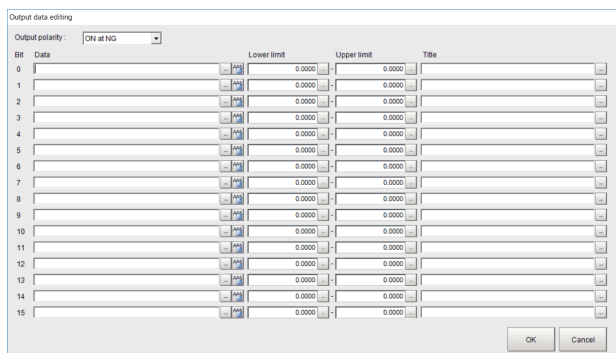 Output data editing
Output polarity : ON at NG
Bit Data Lower limit Upper limit Title
0 ... 0.0000 ... - 0.0000 ... ...
1 ... 0.0000 ... - 0.0000 ... ...
2 ... 0.0000 ... - 0.0000 ... ...
3 ... 0.0000 ... - 0.0000 ... ...
4 ... 0.0000 ... - 0.0000 ... ...
5 ... 0.0000 ... - 0.0000 ... ...
6 ... 0.0000 ... - 0.0000 ... ...
7 ... 0.0000 ... - 0.0000 ... ...
8 ... 0.0000 ... - 0.0000 ... ...
9 ... 0.0000 ... - 0.0000 ... ...
10 ... 0.0000 ... - 0.0000 ... ...
11 ... 0.0000 ... - 0.0000 ... ...
12 ... 0.0000 ... - 0.0000 ... ...
13 ... 0.0000 ... - 0.0000 ... ...
14 ... 0.0000 ... - 0.0000 ... ...
15 ... 0.0000 ... - 0.0000 ... ...
OK Cancel